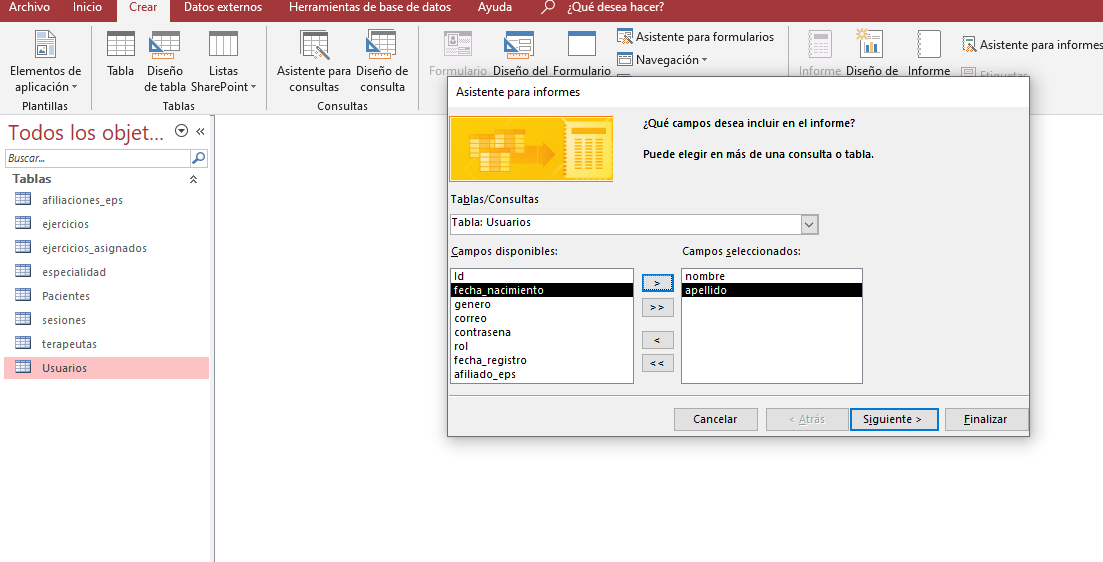 Archivo Inicio Crear Datos externos Herramientas de base de datos Ayuda ¿Qué desea hacer?
Elementos de aplicación
Plantillas
Tabla
Diseño de tabla
Listas SharePoint
Tablas
Asistente para consultas
Diseño de consulta
Consultas
Formulario
Diseño del
Formulario
Asistente para formularios
Navegación
Informe
Diseño de
Informe
Asistente para informes
Etiquetas
Todos los objet...
Buscar...
Tablas
afiliaciones_eps
ejercicios
ejercicios_asignados
especialidad
Pacientes
sesiones
terapeutas
Usuarios
Asistente para informes
¿Qué campos desea incluir en el informe?
Puede elegir en más de una consulta o tabla.
Tablas/Consultas
Tabla: Usuarios
Campos disponibles:
Id
fecha_nacimiento
genero
correo
contrasena
rol
fecha_registro
afiliado_eps
>
>>
<
<<
Campos seleccionados:
nombre
apellido
Cancelar
< Atrás
Siguiente >
Finalizar